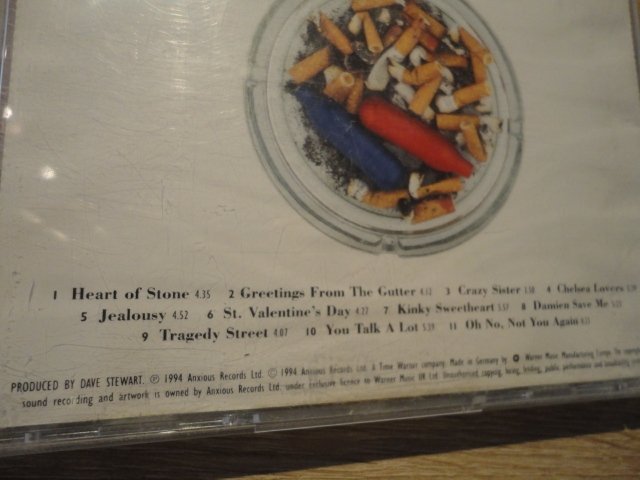 1 Heart of Stone 4.35 2 Greetings From The Gutter 4.12 3 Crazy Sister 4 Chelsea Lovers
5 Jealousy 4.52 6 St. Valentine's Day 4.27 7 Kinky Sweetheart 8 Damien Save Me
9 Tragedy Street 4.07 10 You Talk A Lot 5.39 11 Oh No, Not You Again
PRODUCED BY DAVE STEWART. ℗ 1994 Anxious Records Ltd. © 1994 Anxious Records Ltd. A Time Warner company. Made in Germany by Warner Music Manufacturing Europe. The copyright
sound recording and artwork is owned by Anxious Records Ltd. under exclusive licence to Warner Music UK Ltd. Unauthorised, copying, hiring, lending, public performance and broadcasting